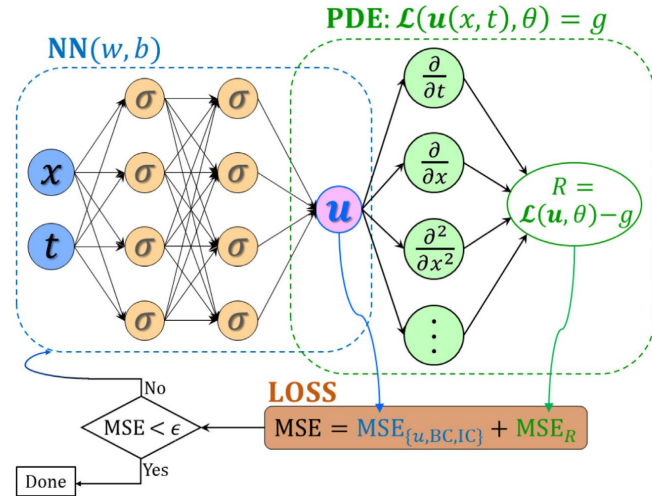 NN(w, b)
PDE: ℒ(u(x, t), θ) = g
x
t
σ
σ
σ
σ
σ
σ
σ
σ
u
∂/∂t
∂/∂x
∂²/∂x²
⋮
R =
ℒ(u, θ)−g
LOSS
MSE = MSE_{u,BC,IC} + MSE_R
No
MSE < ϵ
Yes
Done